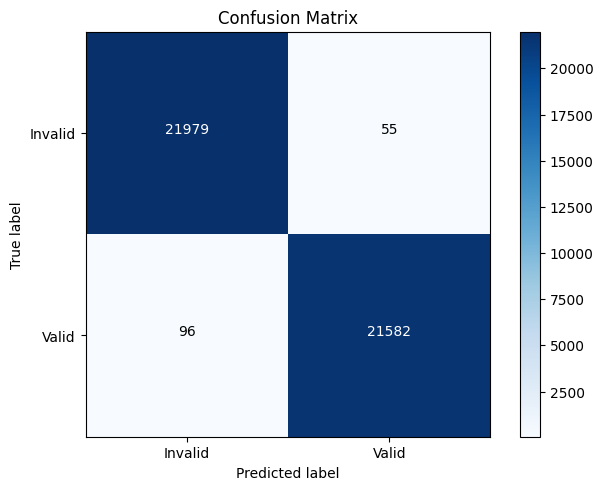 Confusion Matrix
Invalid
21979
55
Valid
96
21582
Invalid
Valid
Predicted label
True label
20000
17500
15000
12500
10000
7500
5000
2500